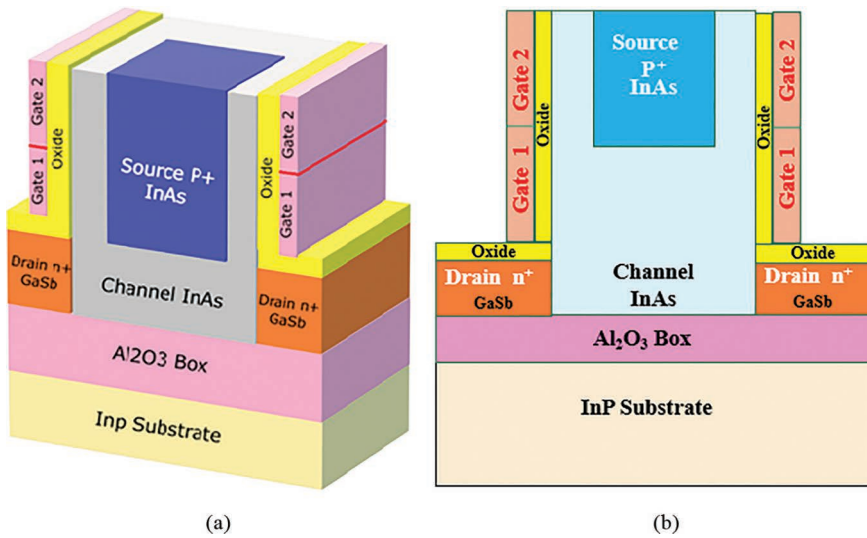 Gate 2
Gate 1
Oxide
Source P+
InAs
Oxide
Gate 2
Gate 1
Drain n+
GaSb
Channel InAs
Drain n+
GaSb
Al2O3 Box
Inp Substrate
(a)
Source
P⁺
InAs
Gate 2
Gate 1
Oxide
Oxide
Gate 2
Gate 1
Oxide
Drain n⁺
GaSb
Channel
InAs
Oxide
Drain n⁺
GaSb
Al₂O₃ Box
InP Substrate
(b)